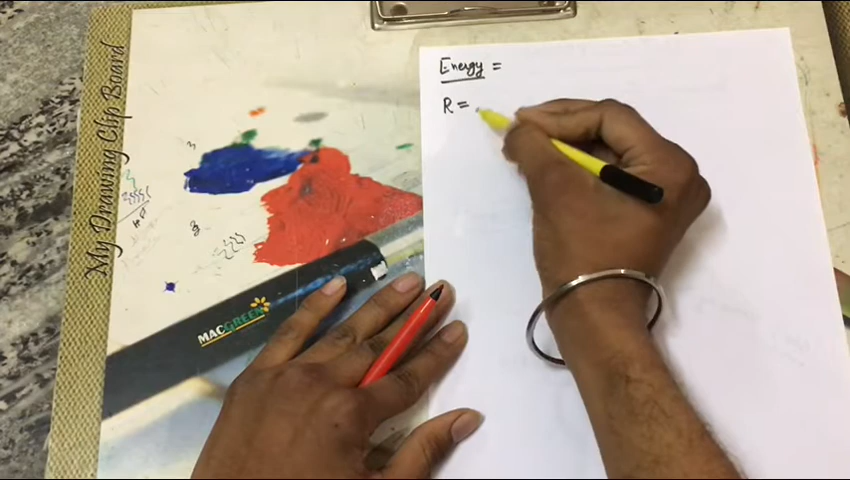 My Drawing Clip Board
MACGREEN
Energy =
R =